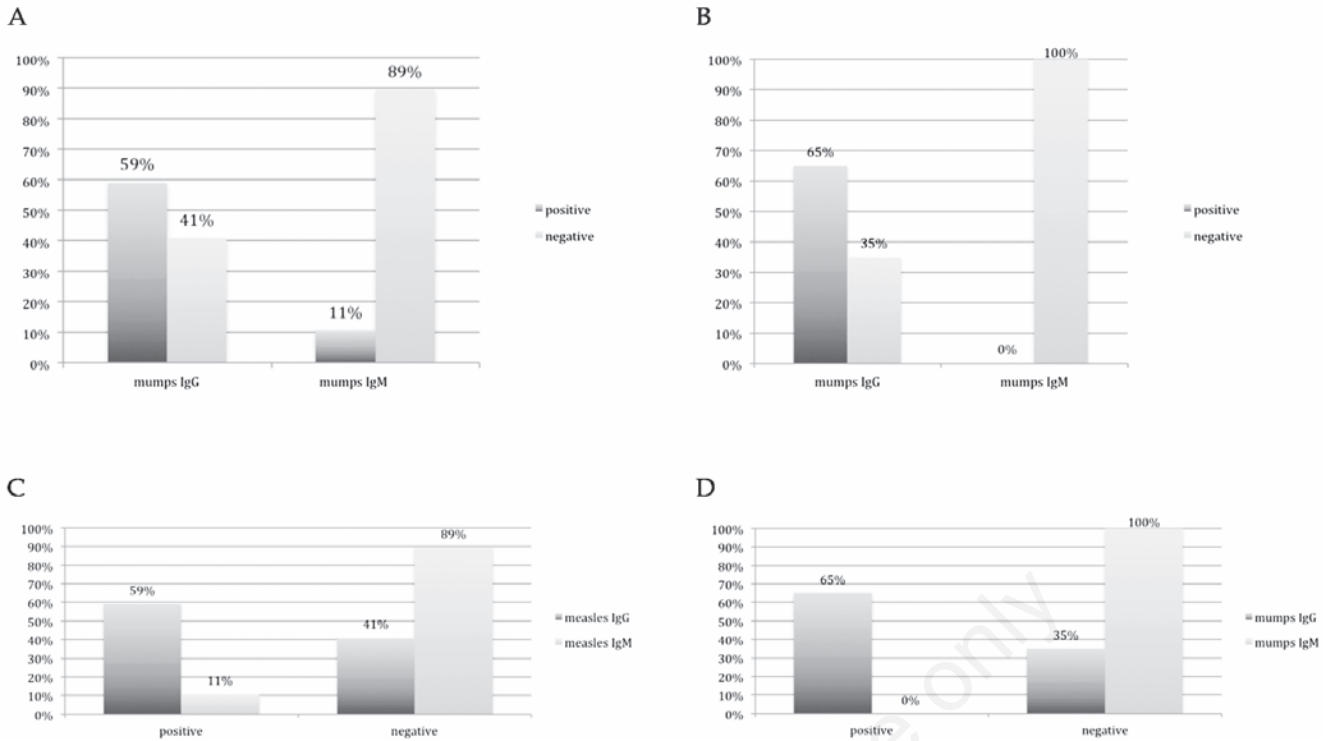 A
100%
90%
80%
70%
60%
50%
40%
30%
20%
10%
0%
89%
59%
41%
11%
mumps IgG
mumps IgM
positive
negative
B
100%
90%
80%
70%
60%
50%
40%
30%
20%
10%
0%
100%
65%
35%
0%
mumps IgG
mumps IgM
positive
negative
C
100%
90%
80%
70%
60%
50%
40%
30%
20%
10%
0%
89%
59%
41%
11%
positive
negative
measles IgG
measles IgM
D
100%
90%
80%
70%
60%
50%
40%
30%
20%
10%
0%
100%
65%
35%
0%
positive
negative
mumps IgG
mumps IgM
only